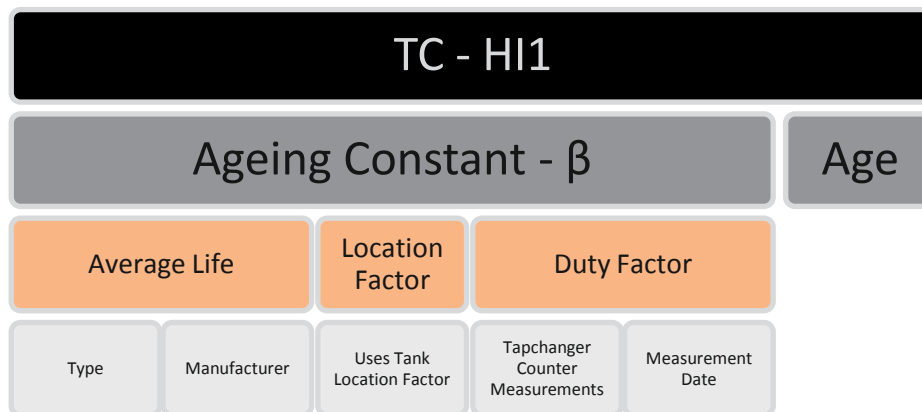 TC - HI1
Ageing Constant - β
Age
Average Life
Location
Factor
Duty Factor
Type
Manufacturer
Uses Tank
Location Factor
Tapchanger
Counter
Measurements
Measurement
Date